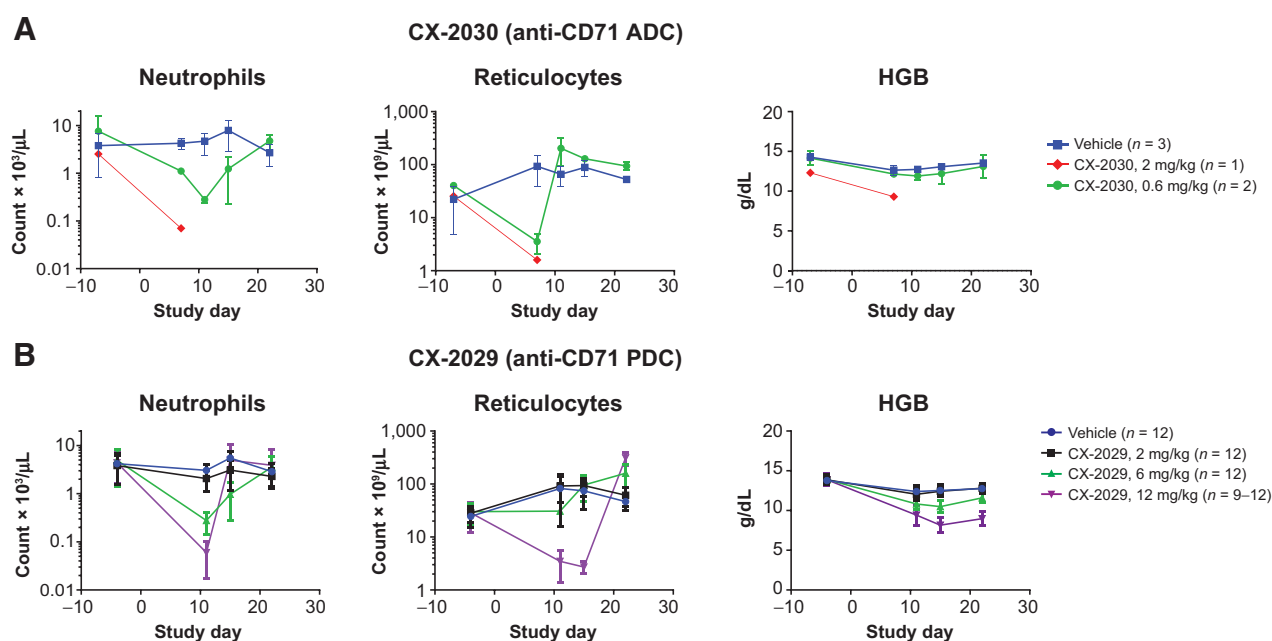 A
CX-2030 (anti-CD71 ADC)
Neutrophils
Count × 10³/µL
10
1
0.1
0.01
–10 0 10 20 30
Study day
Reticulocytes
Count × 10⁹/µL
1,000
100
10
1
–10 0 10 20 30
Study day
HGB
g/dL
20
15
10
5
0
–10 0 10 20 30
Study day
Vehicle (n = 3)
CX-2030, 2 mg/kg (n = 1)
CX-2030, 0.6 mg/kg (n = 2)
B
CX-2029 (anti-CD71 PDC)
Neutrophils
Count × 10³/µL
10
1
0.1
0.01
–10 0 10 20 30
Study day
Reticulocytes
Count × 10⁹/µL
1,000
100
10
1
–10 0 10 20 30
Study day
HGB
g/dL
20
15
10
5
0
–10 0 10 20 30
Study day
Vehicle (n = 12)
CX-2029, 2 mg/kg (n = 12)
CX-2029, 6 mg/kg (n = 12)
CX-2029, 12 mg/kg (n = 9–12)